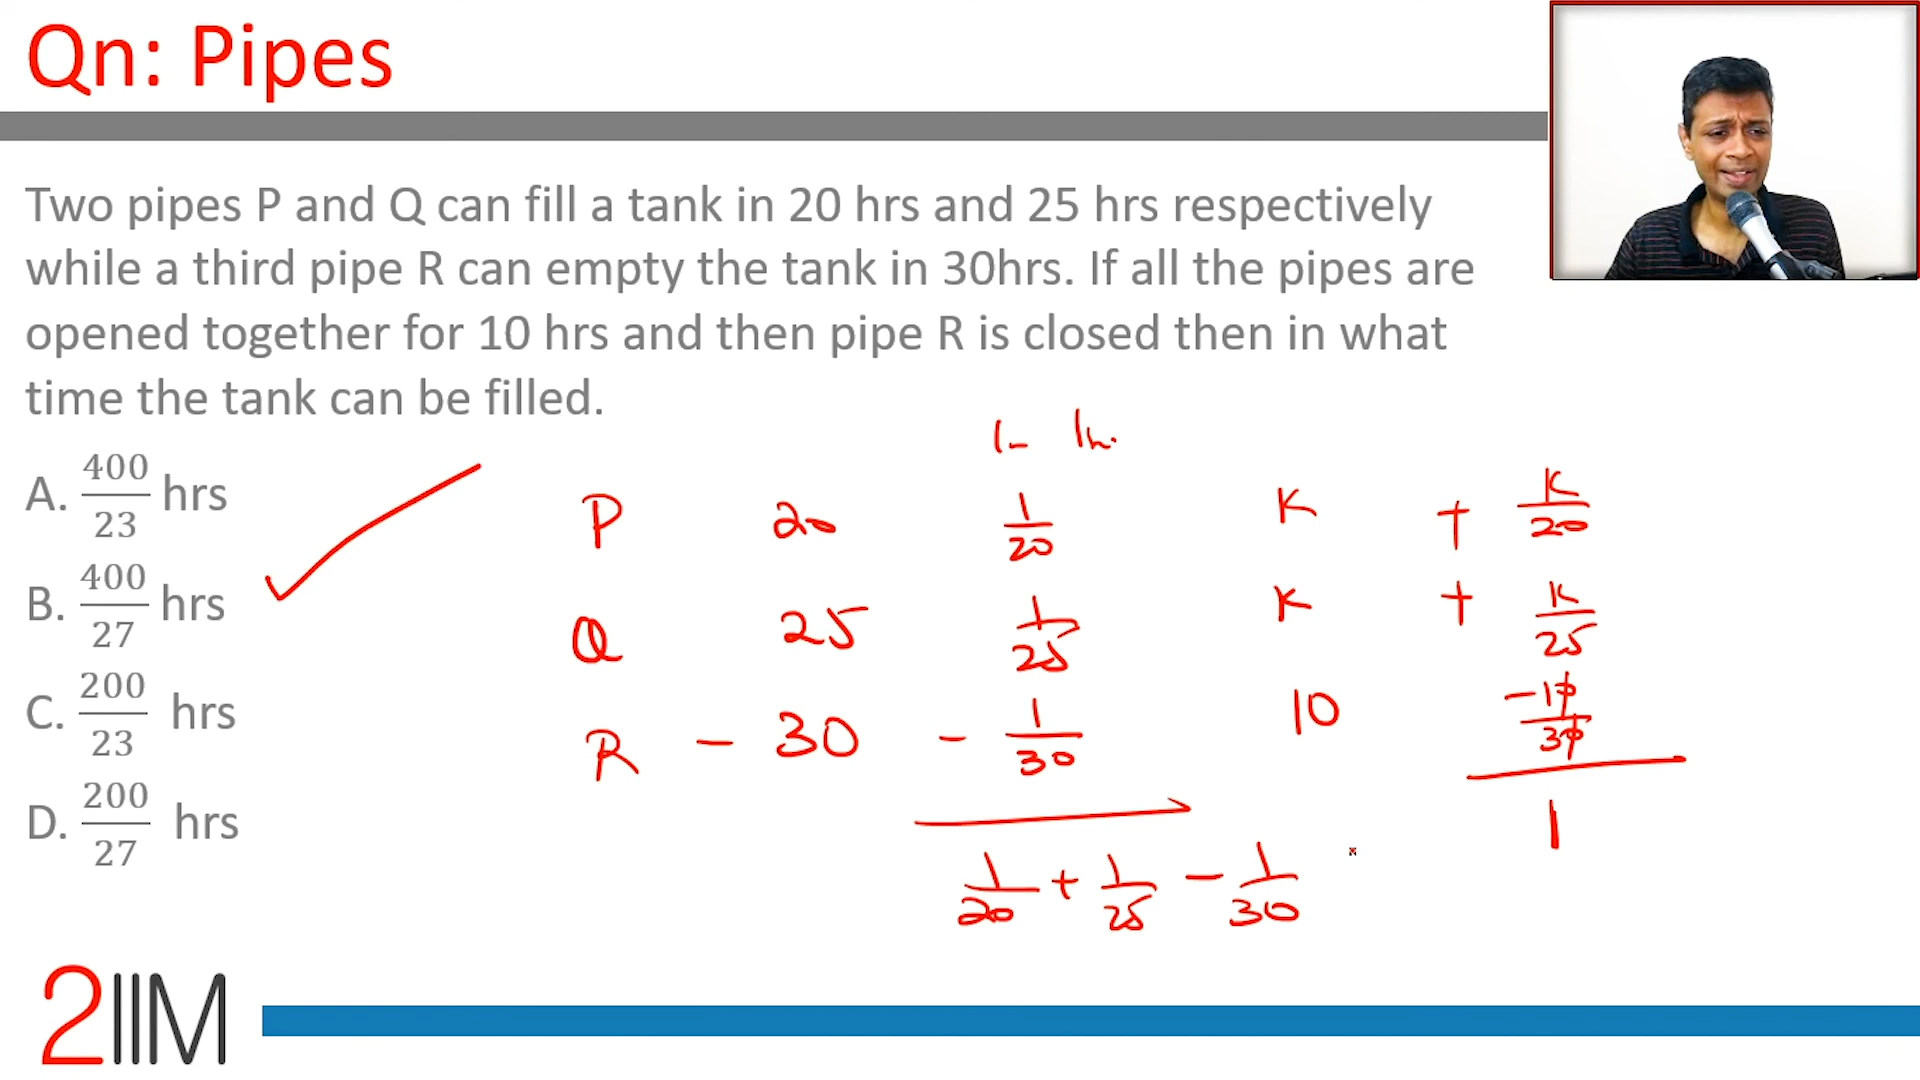 Qn: Pipes
Two pipes P and Q can fill a tank in 20 hrs and 25 hrs respectively
while a third pipe R can empty the tank in 30hrs. If all the pipes are
opened together for 10 hrs and then pipe R is closed then in what
time the tank can be filled.
A. 400/23 hrs
B. 400/27 hrs
C. 200/23 hrs
D. 200/27 hrs
1h.
P 20 1/20 K + K/20
Q 25 1/25 K + K/25
R - 30 - 1/30 10 -10/30
1
1/20 + 1/25 - 1/30
2IIM